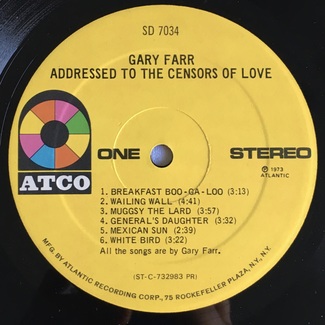 SD 7034
GARY FARR
ADDRESSED TO THE CENSORS OF LOVE
ATCO
ONE
STEREO
℗ 1973
ATLANTIC
1. BREAKFAST BOO-GA-LOO (3:13)
2. WAILING WALL (4:41)
3. MUGGSY THE LARD (3:57)
4. GENERAL'S DAUGHTER (3:32)
5. MEXICAN SUN (2:39)
6. WHITE BIRD (3:22)
All the songs are by Gary Farr.
(ST-C-732983 PR)
MFG. BY ATLANTIC RECORDING CORP., 75 ROCKEFELLER PLAZA, N.Y., N.Y.